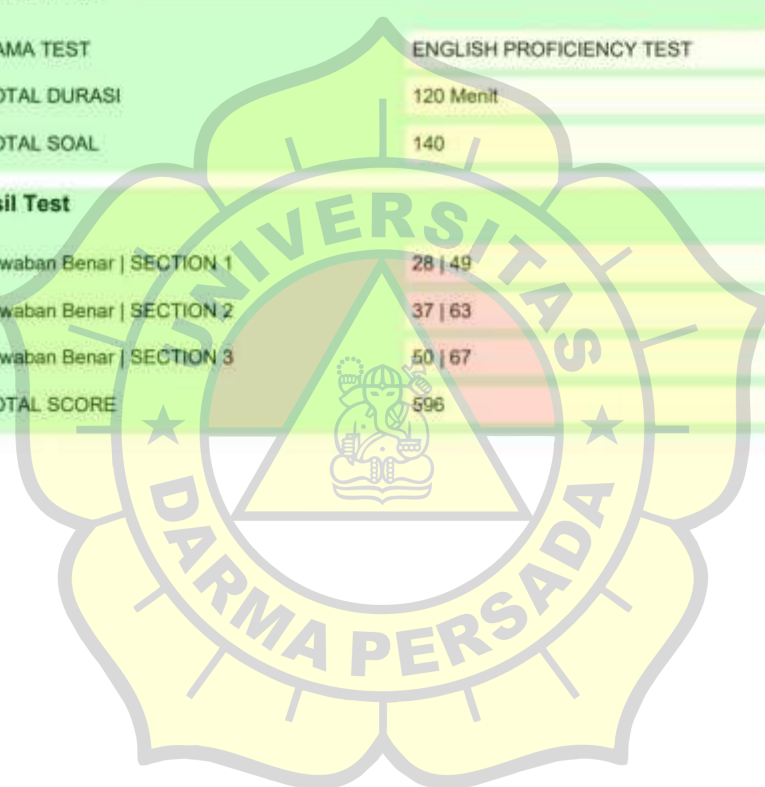 AMA TEST ENGLISH PROFICIENCY TEST
OTAL DURASI 120 Menit
OTAL SOAL 140
sil Test
waban Benar | SECTION 1 28 | 49
waban Benar | SECTION 2 37 | 63
waban Benar | SECTION 3 50 | 67
OTAL SCORE 596
UNIVERSITAS
DARMA PERSADA